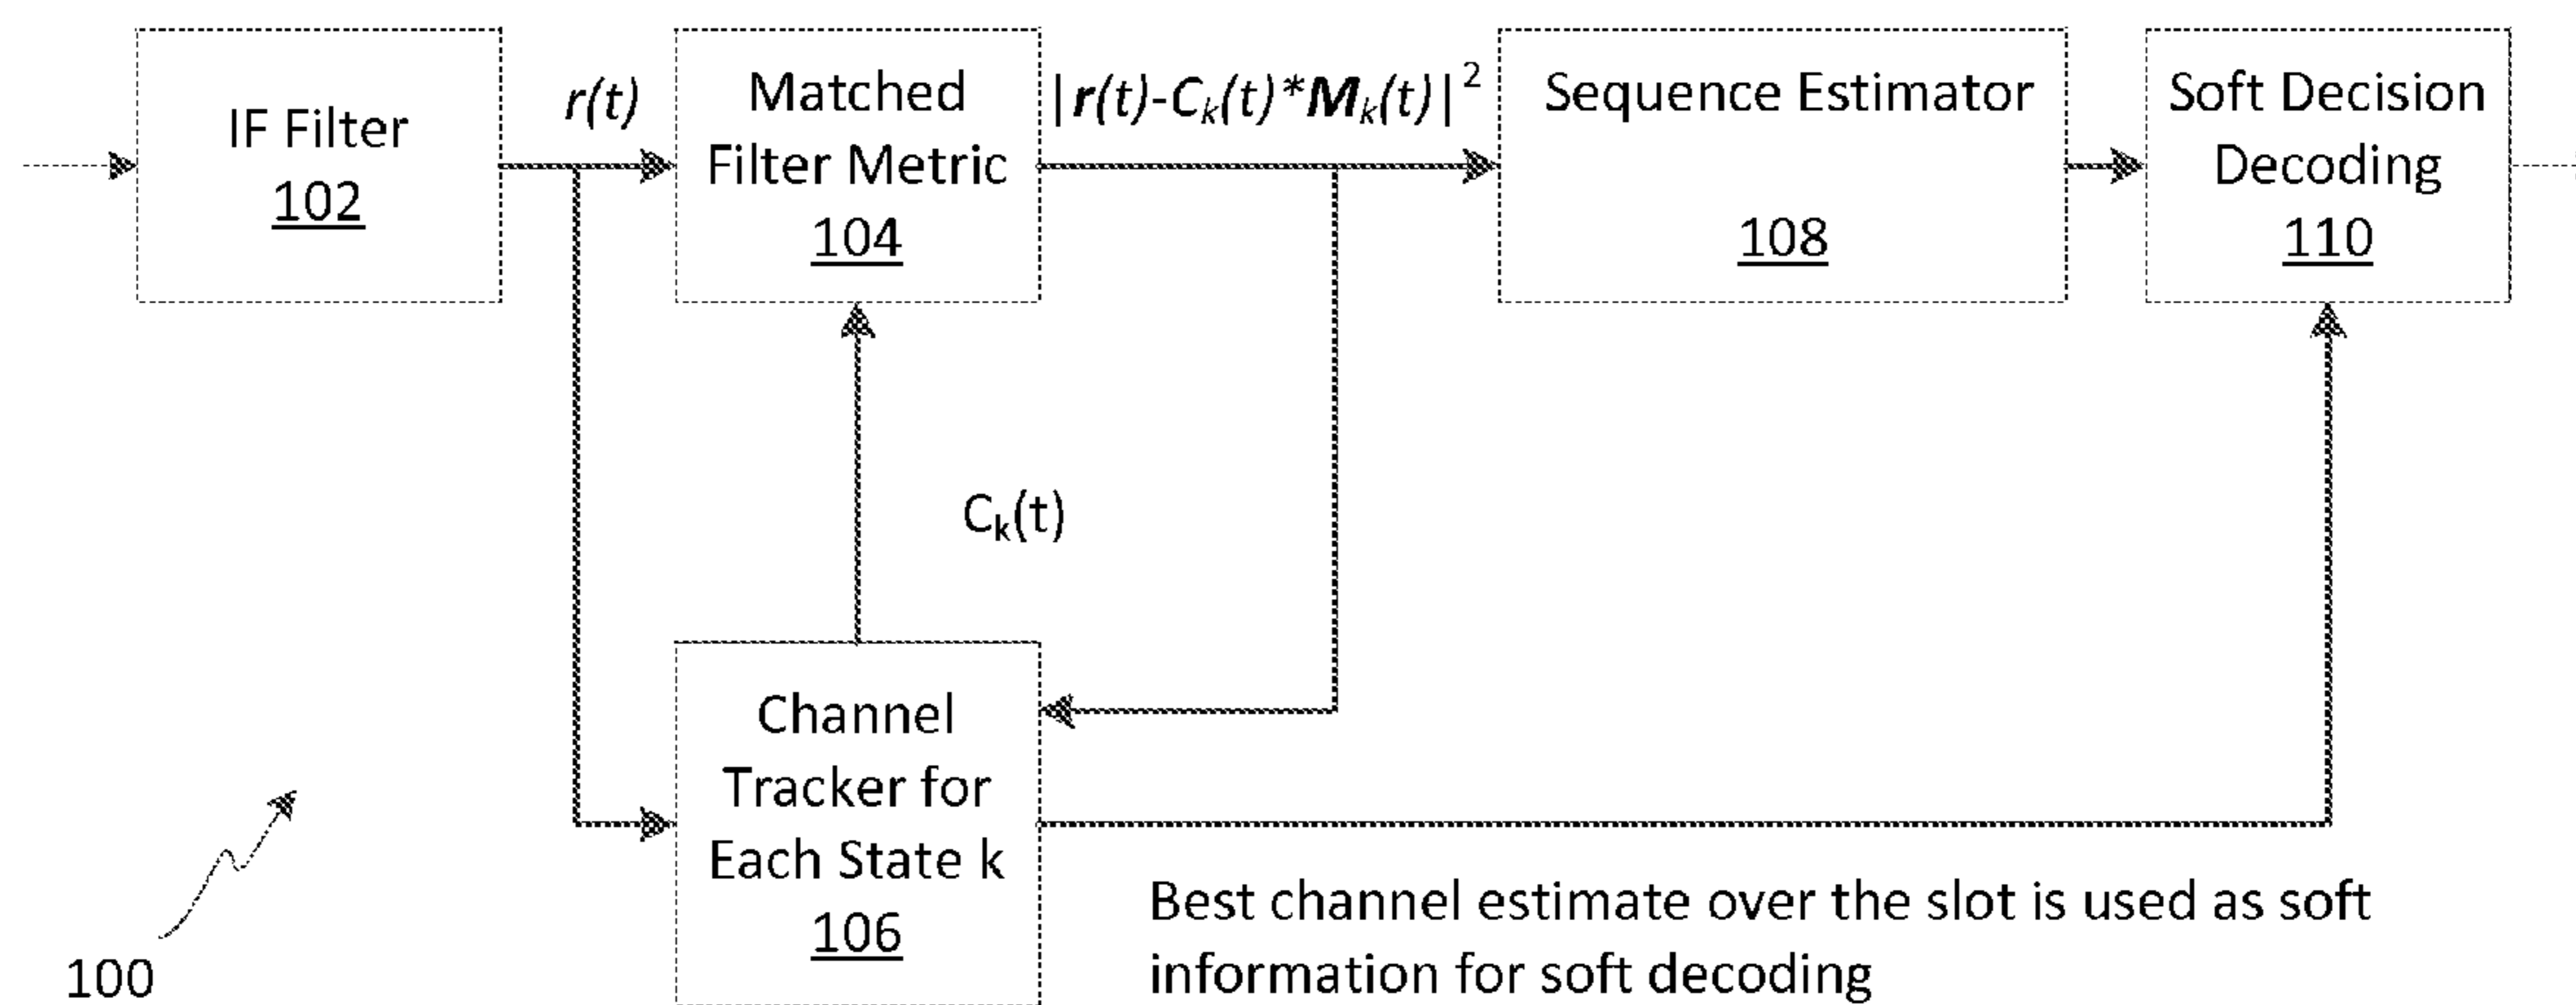 IF Filter
102
r(t)
Matched
Filter Metric
104
|r(t)-Cₖ(t)*Mₖ(t)|²
Sequence Estimator
108
Soft Decision
Decoding
110
Cₖ(t)
Channel
Tracker for
Each State k
106
Best channel estimate over the slot is used as soft
information for soft decoding
100